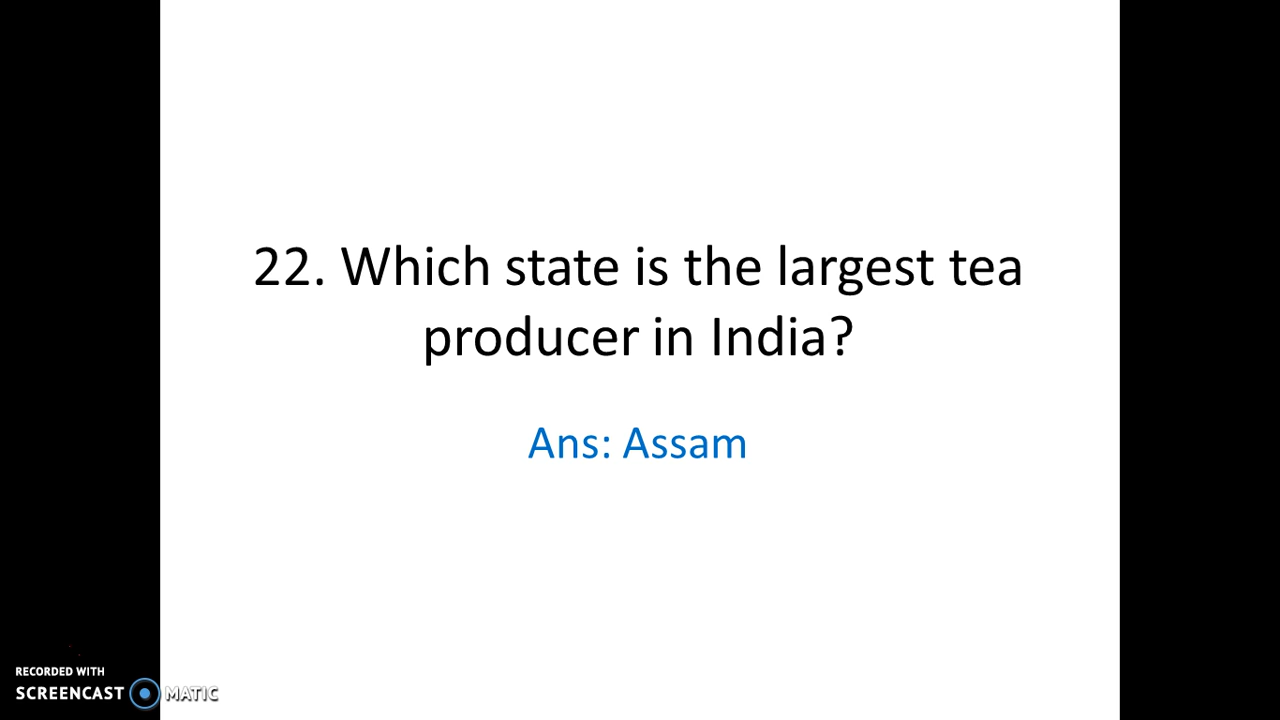 22. Which state is the largest tea
producer in India?
Ans: Assam
RECORDED WITH
SCREENCAST MATIC